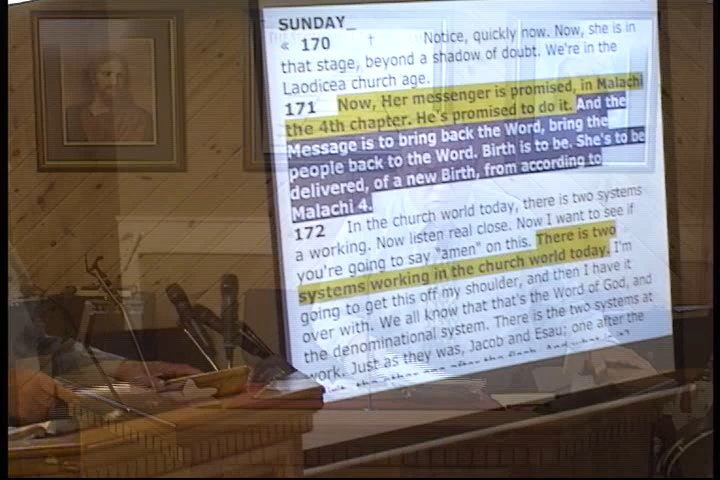 SUNDAY_
« 170 † Notice, quickly now. Now, she is in
that stage, beyond a shadow of doubt. We're in the
Laodicea church age.
171 Now, Her messenger is promised, in Malachi
the 4th chapter. He's promised to do it. And the
Message is to bring back the Word, bring the
people back to the Word. Birth is to be. She's to be
delivered, of a new Birth, from according to
Malachi 4.
172 In the church world today, there is two systems
a working. Now listen real close. Now I want to see if
you're going to say "amen" on this. There is two
systems working in the church world today. I'm
going to get this off my shoulder, and then I have it
over with. We all know that that's the Word of God, and
the denominational system. There is the two systems at
work. Just as they was, Jacob and Esau; one after the